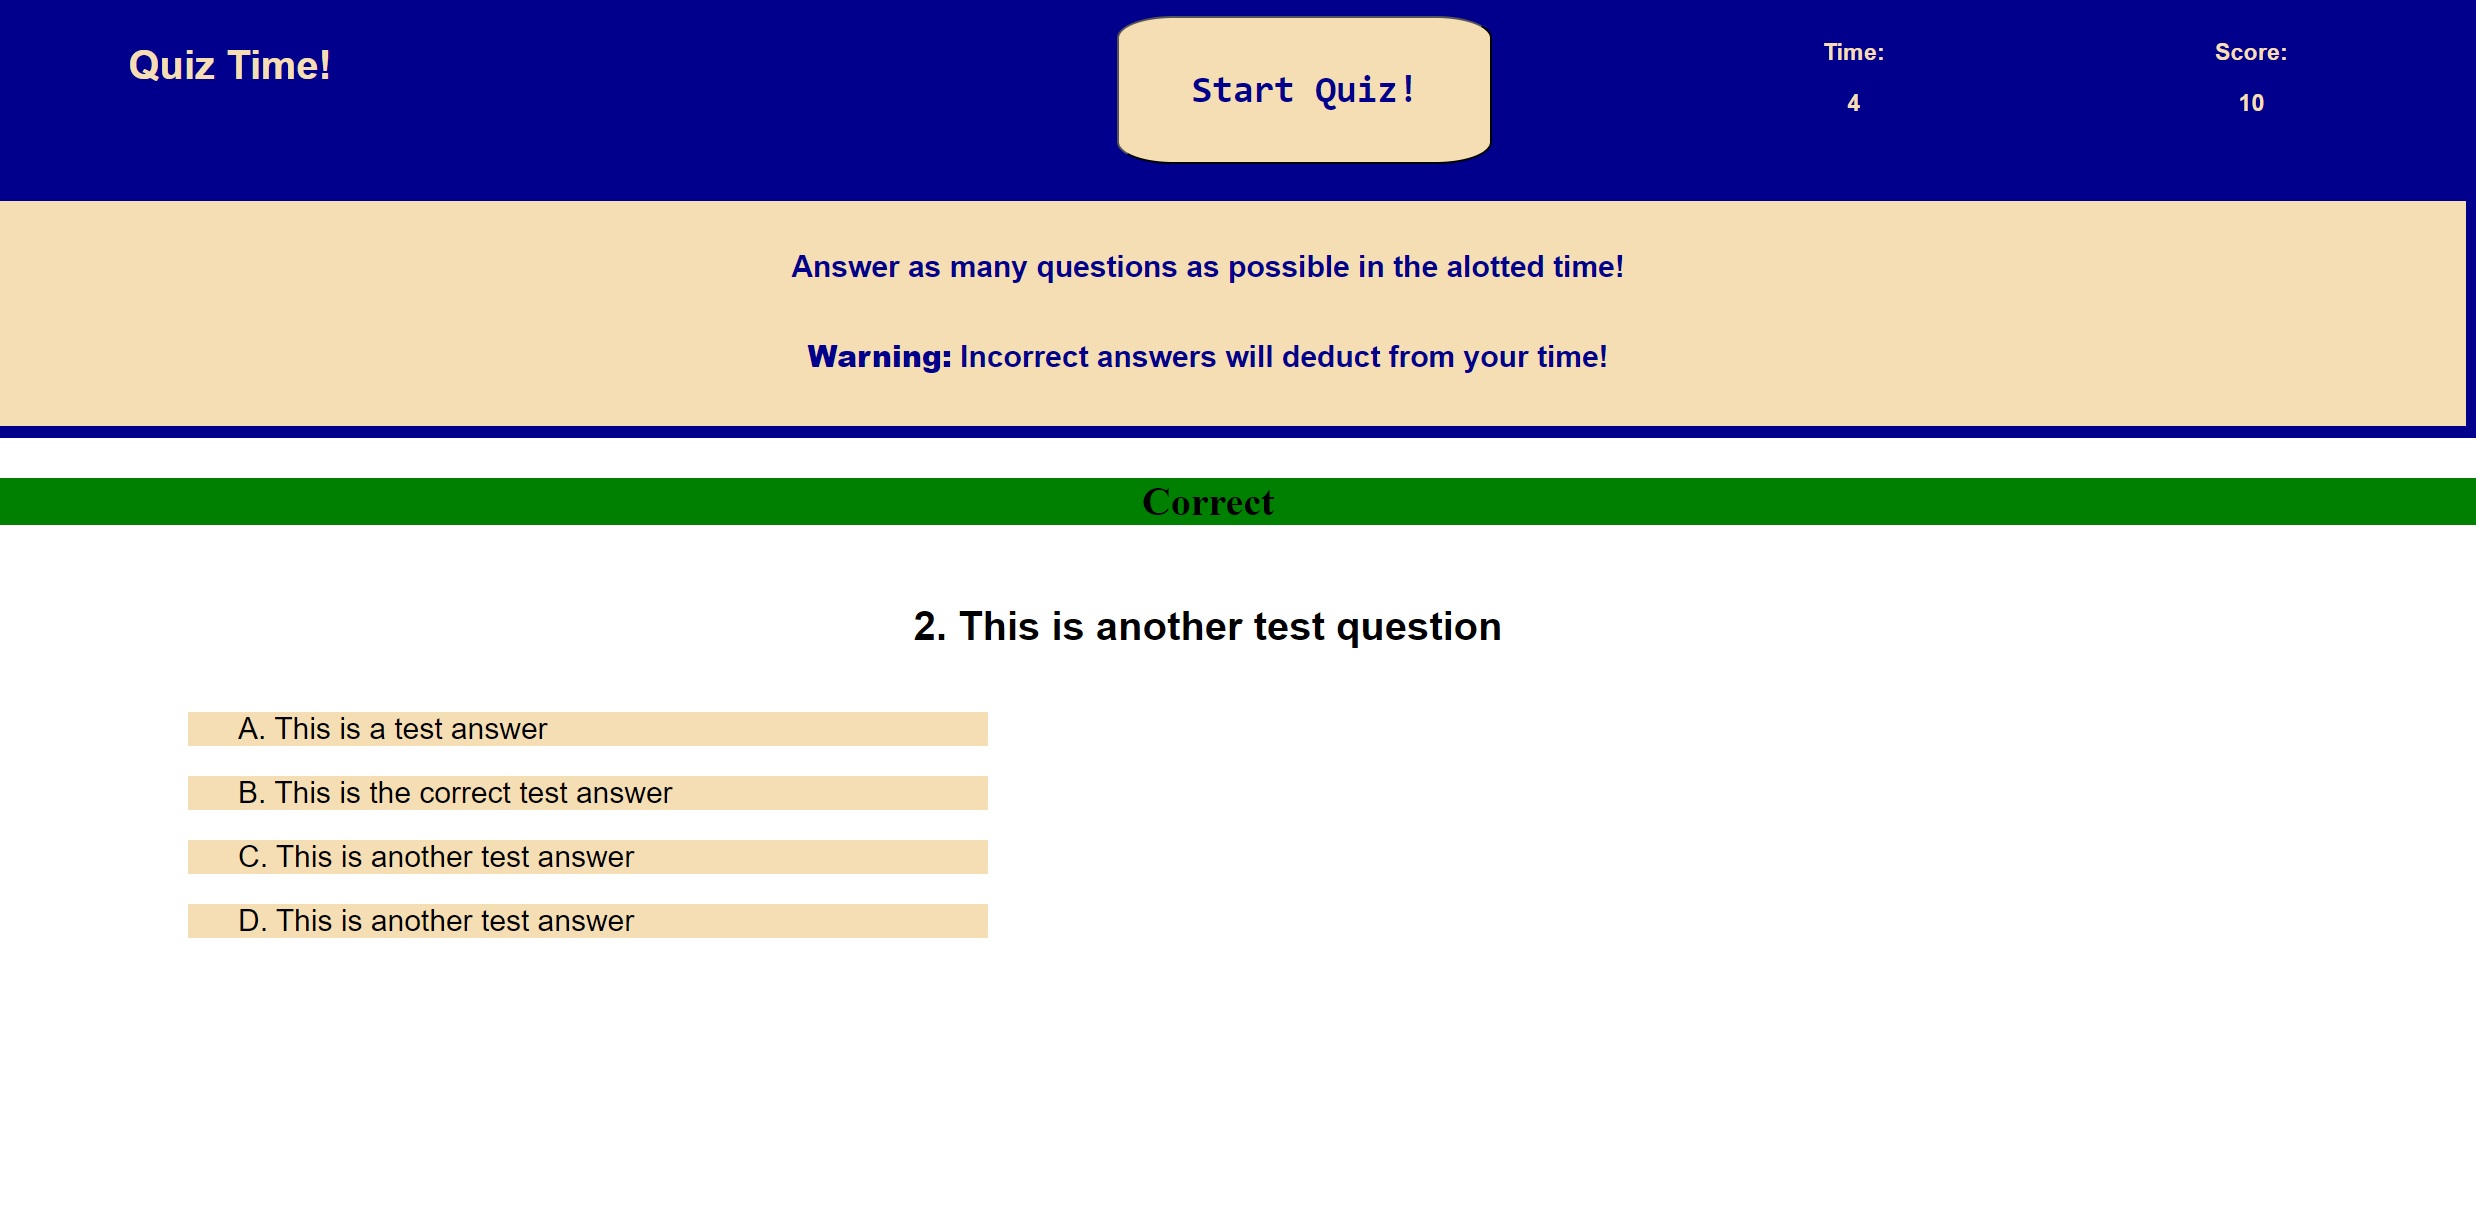 Quiz Time!
Start Quiz!
Time:
4
Score:
10
Answer as many questions as possible in the alotted time!
Warning: Incorrect answers will deduct from your time!
Correct
2. This is another test question
A. This is a test answer
B. This is the correct test answer
C. This is another test answer
D. This is another test answer